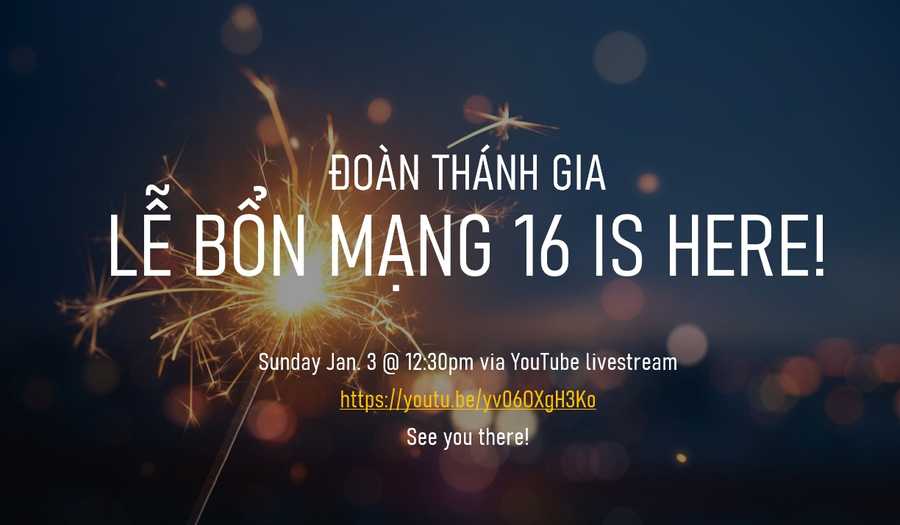 ĐOÀN THÁNH GIA
LỄ BỔN MẠNG 16 IS HERE!
Sunday Jan. 3 @ 12:30pm via YouTube livestream
https://youtu.be/yv06OXgH3Ko
See you there!